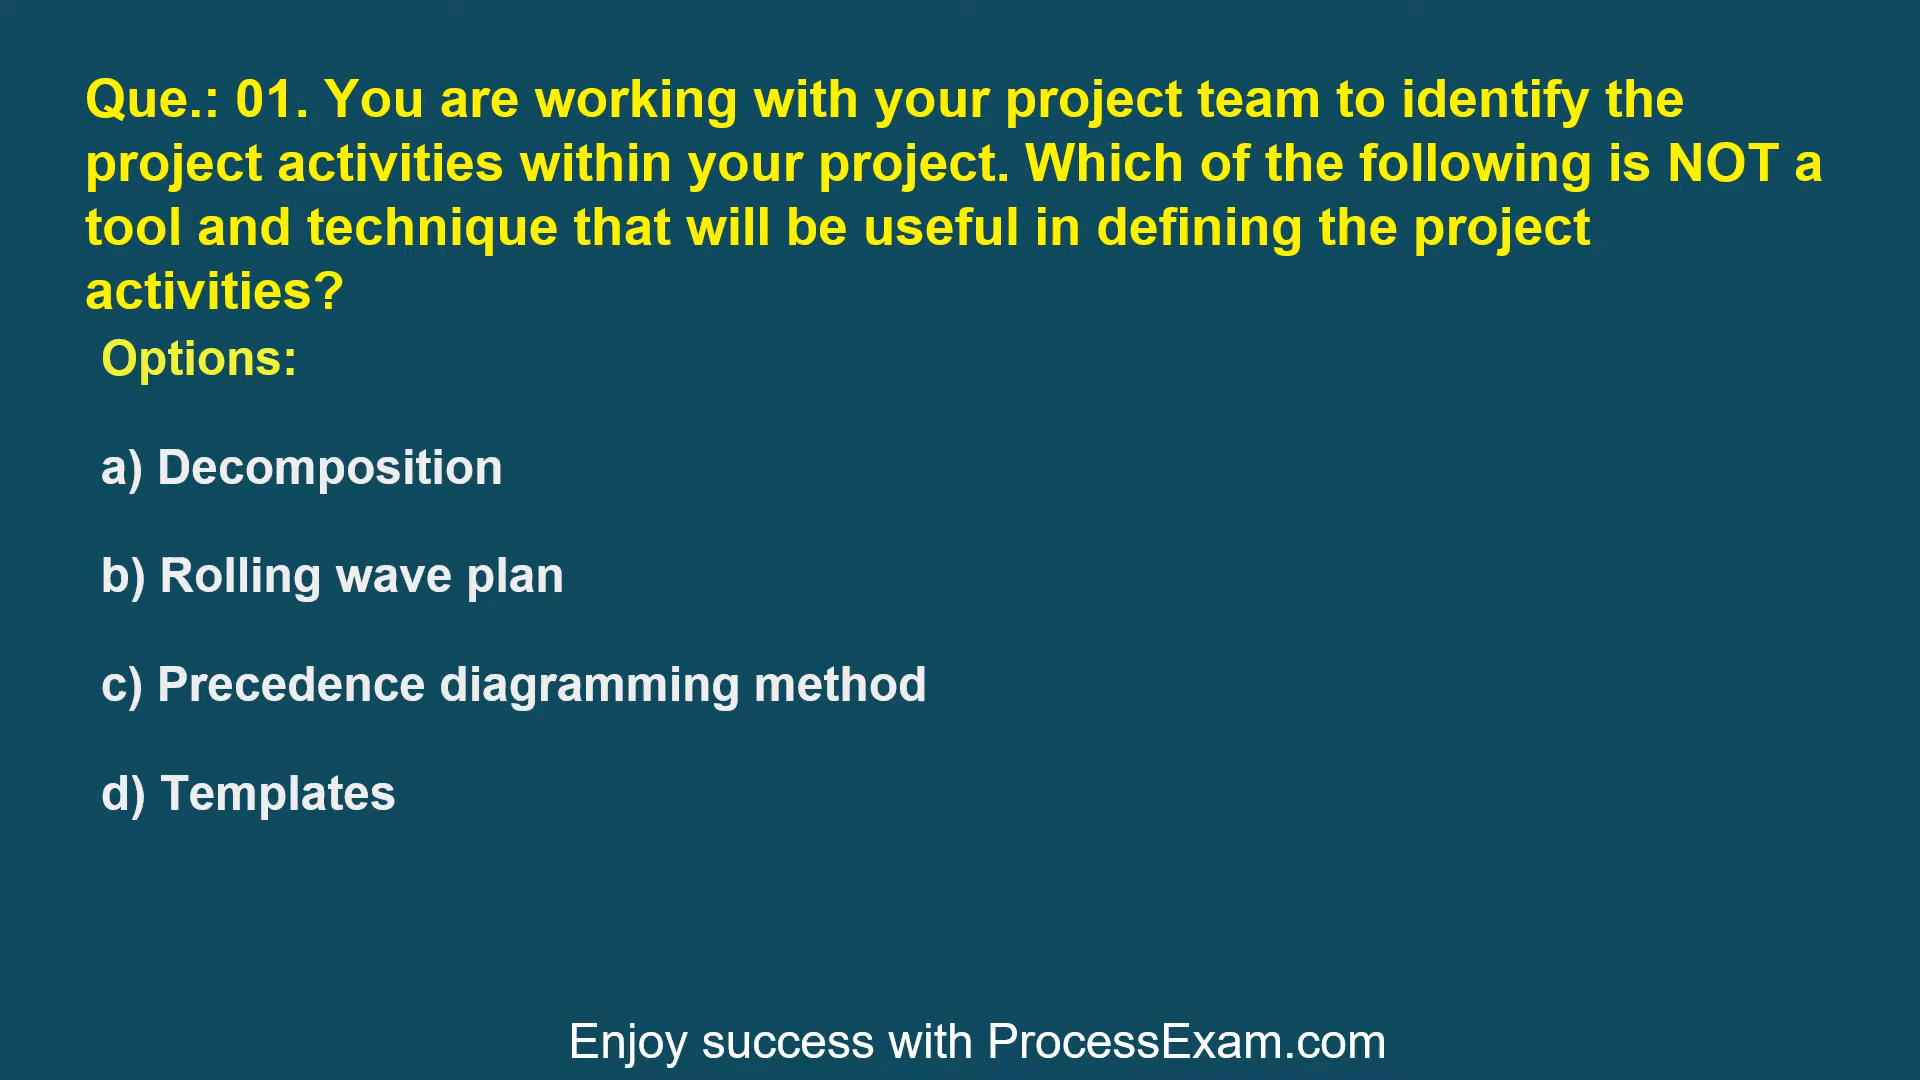 Que.: 01. You are working with your project team to identify the
project activities within your project. Which of the following is NOT a
tool and technique that will be useful in defining the project
activities?
Options:
a) Decomposition
b) Rolling wave plan
c) Precedence diagramming method
d) Templates
Enjoy success with ProcessExam.com